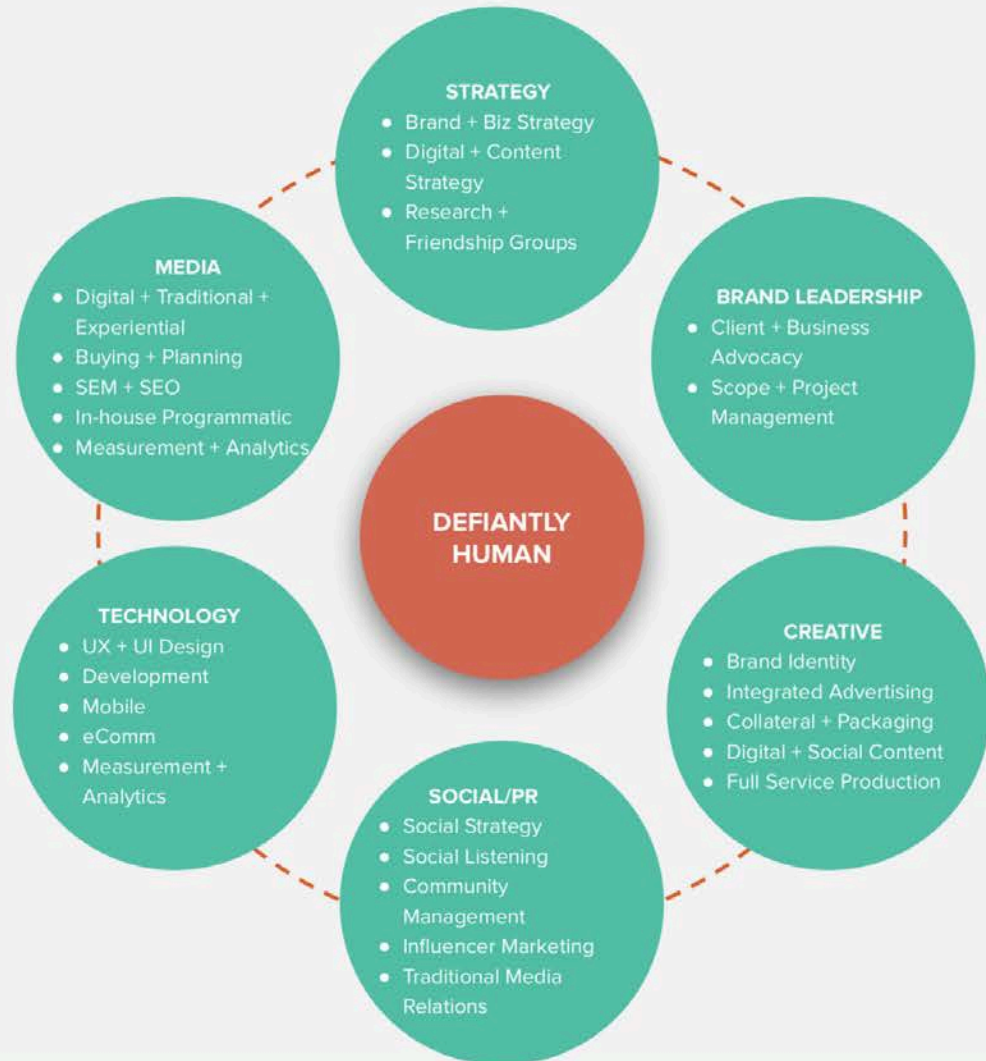 STRATEGY
● Brand + Biz Strategy
● Digital + Content
Strategy
● Research +
Friendship Groups
MEDIA
● Digital + Traditional +
Experiential
● Buying + Planning
● SEM + SEO
● In-house Programmatic
● Measurement + Analytics
BRAND LEADERSHIP
● Client + Business
Advocacy
● Scope + Project
Management
DEFIANTLY
HUMAN
TECHNOLOGY
● UX + UI Design
● Development
● Mobile
● eComm
● Measurement +
Analytics
CREATIVE
● Brand Identity
● Integrated Advertising
● Collateral + Packaging
● Digital + Social Content
● Full Service Production
SOCIAL/PR
● Social Strategy
● Social Listening
● Community
Management
● Influencer Marketing
● Traditional Media
Relations